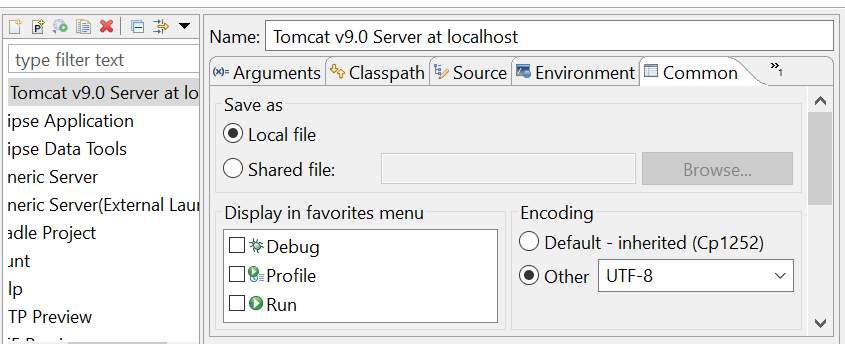 Name: Tomcat v9.0 Server at localhost
type filter text
Tomcat v9.0 Server at lo
ipse Application
ipse Data Tools
neric Server
neric Server(External Laun
adle Project
unt
lp
TP Preview
(x)= Arguments Classpath Source Environment Common »1
Save as
Local file
Shared file: Browse...
Display in favorites menu
Debug
Profile
Run
Encoding
Default - inherited (Cp1252)
Other UTF-8